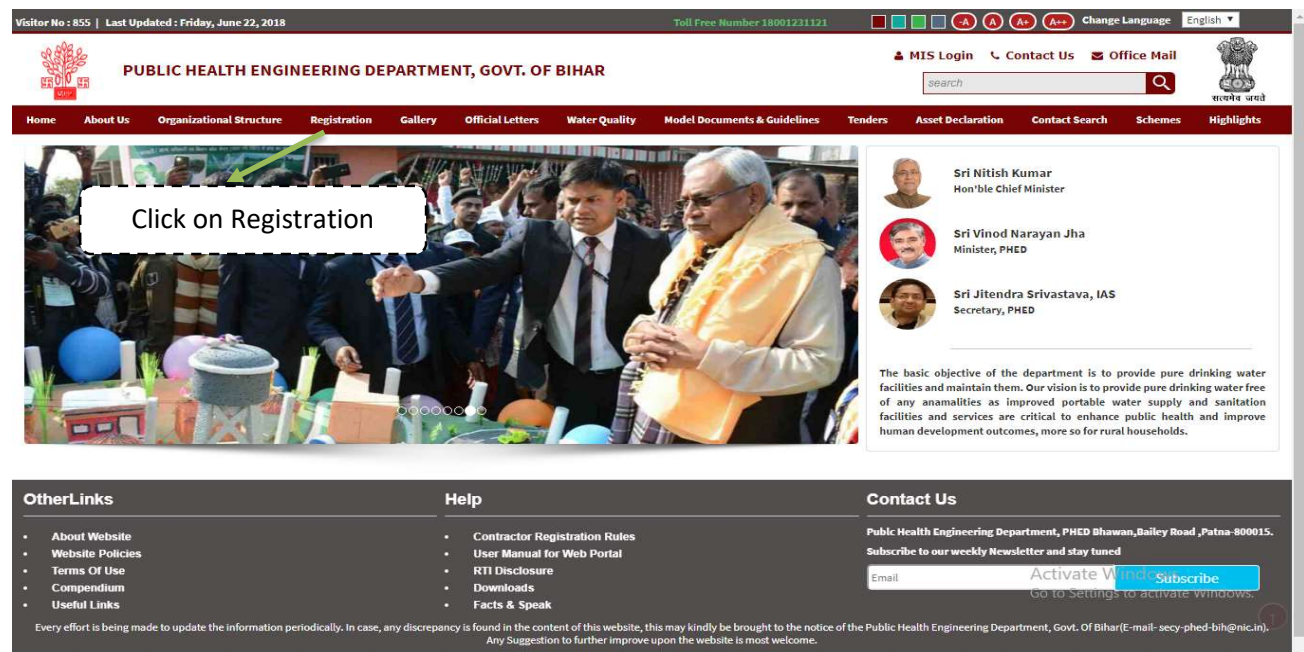 Visitor No : 855 | Last Updated : Friday, June 22, 2018
Toll Free Number 18001231121
-A A A+ A++ Change Language English
PUBLIC HEALTH ENGINEERING DEPARTMENT, GOVT. OF BIHAR
MIS Login Contact Us Office Mail
search
सत्यमेव जयते
Home About Us Organizational Structure Registration Gallery Official Letters Water Quality Model Documents & Guidelines Tenders Asset Declaration Contact Search Schemes Highlights
Click on Registration
Sri Nitish Kumar
Hon'ble Chief Minister
Sri Vinod Narayan Jha
Minister, PHED
Sri Jitendra Srivastava, IAS
Secretary, PHED
The basic objective of the department is to provide pure drinking water
facilities and maintain them. Our vision is to provide pure drinking water free
of any anamalities as improved portable water supply and sanitation
facilities and services are critical to enhance public health and improve
human development outcomes, more so for rural households.
OtherLinks
• About Website
• Website Policies
• Terms Of Use
• Compendium
• Useful Links
Help
• Contractor Registration Rules
• User Manual for Web Portal
• RTI Disclosure
• Downloads
• Facts & Speak
Contact Us
Publc Health Engineering Department, PHED Bhawan,Bailey Road ,Patna-800015.
Subscribe to our weekly Newsletter and stay tuned
Email
Subscribe
Activate Windows
Go to Settings to activate Windows.
1
Every effort is being made to update the information periodically. In case, any discrepancy is found in the content of this website, this may kindly be brought to the notice of the Public Health Engineering Department, Govt. Of Bihar(E-mail- secy-phed-bih@nic.in).
Any Suggestion to further improve upon the website is most welcome.